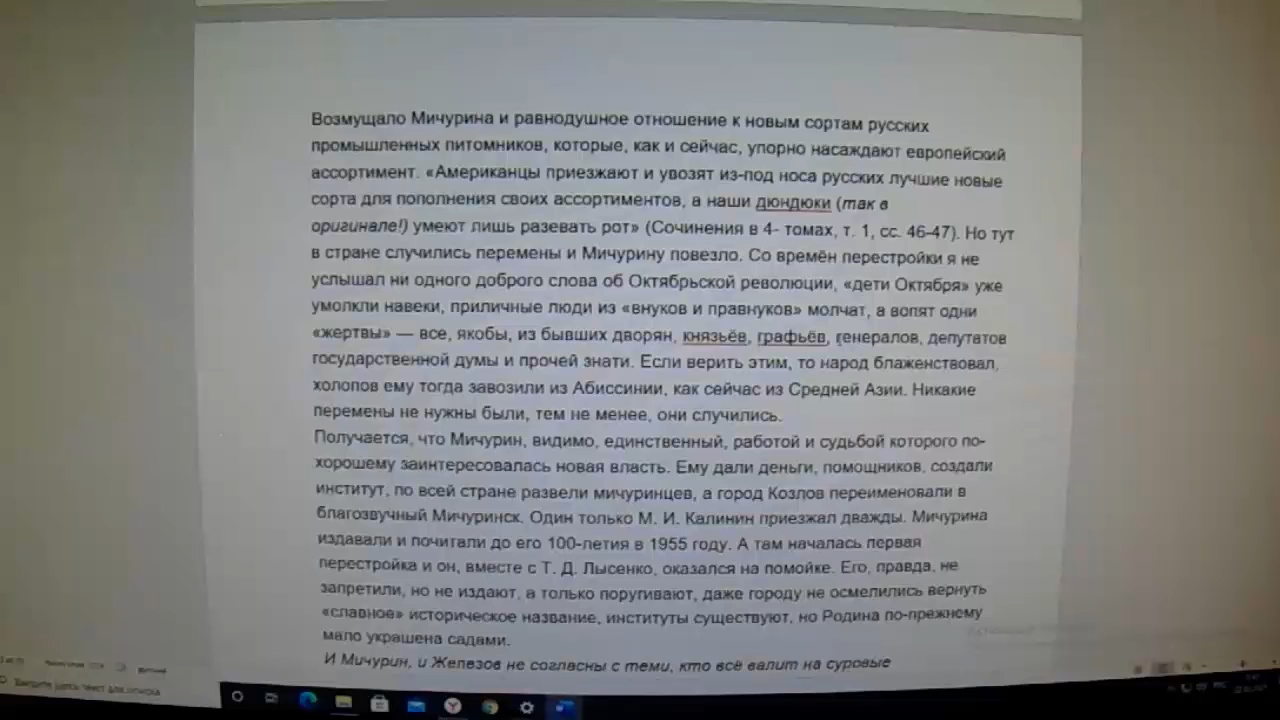 Возмущало Мичурина и равнодушное отношение к новым сортам русских
промышленных питомников, которые, как и сейчас, упорно насаждают европейский
ассортимент. «Американцы приезжают и увозят из-под носа русских лучшие новые
сорта для пополнения своих ассортиментов, а наши дюндюки (так в
оригинале!) умеют лишь разевать рот» (Сочинения в 4- томах, т. 1, сс. 46-47). Но тут
в стране случились перемены и Мичурину повезло. Со времён перестройки я не
услышал ни одного доброго слова об Октябрьской революции, «дети Октября» уже
умолкли навеки, приличные люди из «внуков и правнуков» молчат, а вопят одни
«жертвы» — все, якобы, из бывших дворян, князьёв, графьёв, генералов, депутатов
государственной думы и прочей знати. Если верить этим, то народ блаженствовал,
холопов ему тогда завозили из Абиссинии, как сейчас из Средней Азии. Никакие
перемены не нужны были, тем не менее, они случились.
Получается, что Мичурин, видимо, единственный, работой и судьбой которого по-
хорошему заинтересовалась новая власть. Ему дали деньги, помощников, создали
институт, по всей стране развели мичуринцев, а город Козлов переименовали в
благозвучный Мичуринск. Один только М. И. Калинин приезжал дважды. Мичурина
издавали и почитали до его 100-летия в 1955 году. А там началась первая
перестройка и он, вместе с Т. Д. Лысенко, оказался на помойке. Его, правда, не
запретили, но не издают, а только поругивают, даже городу не осмелились вернуть
«славное» историческое название, институты существуют, но Родина по-прежнему
мало украшена садами.
И Мичурин, и Железов не согласны с теми, кто всё валит на суровые
Введите здесь текст для поиска